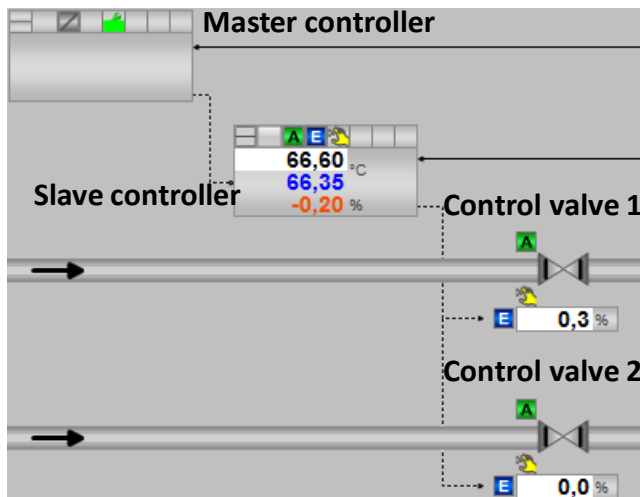 Master controller
A E
66,60 °C
66,35
-0,20 %
Slave controller
Control valve 1
A
E 0,3 %
Control valve 2
A
E 0,0 %